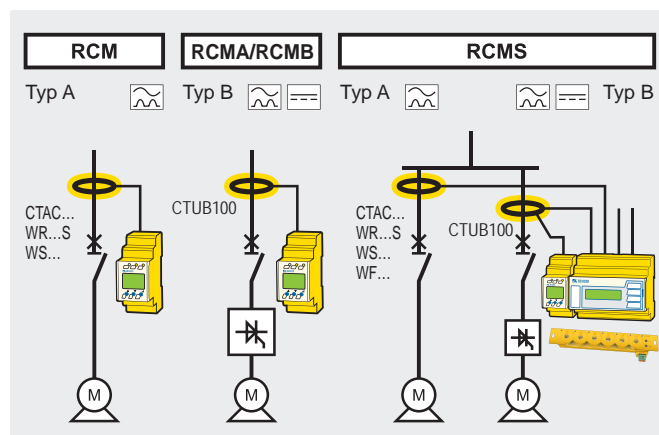 RCM
RCMA/RCMB
RCMS
Typ A
Typ B
Typ A
Typ B
CTAC...
WR...S
WS...
CTUB100
CTAC...
WR...S
WS...
WF...
CTUB100
M
M
M
M